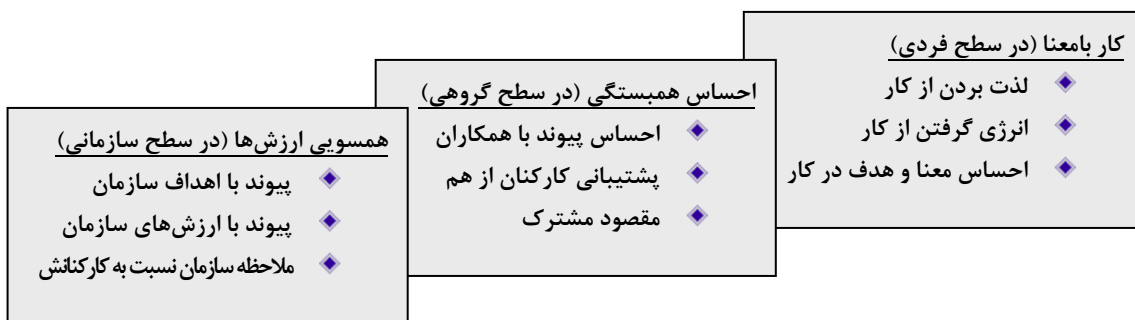 کار بامعنا (در سطح فردی)
لذت بردن از کار
انرژی گرفتن از کار
احساس معنا و هدف در کار
احساس همبستگی (در سطح گروهی)
احساس پیوند با همکاران
پشتیبانی کارکنان از هم
مقصود مشترک
همسویی ارزش‌ها (در سطح سازمانی)
پیوند با اهداف سازمان
پیوند با ارزش‌های سازمان
ملاحظه سازمان نسبت به کارکنانش